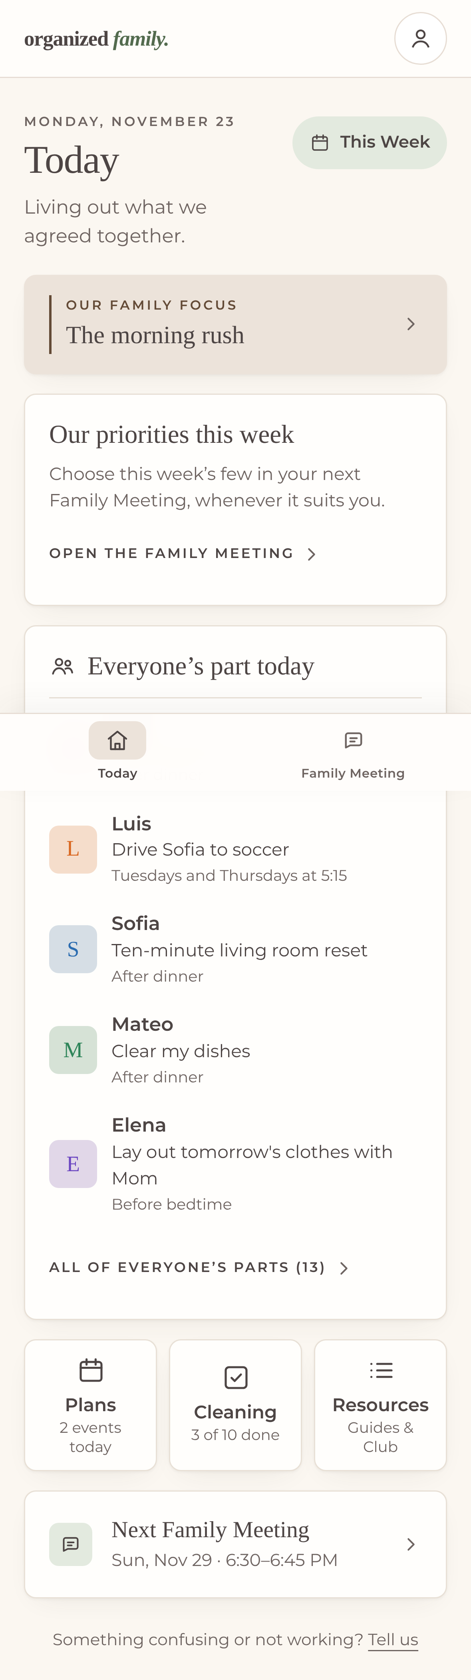 organized family.
MONDAY, NOVEMBER 23
Today
This Week
Living out what we
agreed together.
OUR FAMILY FOCUS
The morning rush
Our priorities this week
Choose this week’s few in your next
Family Meeting, whenever it suits you.
OPEN THE FAMILY MEETING
Everyone’s part today
Today
Family Meeting
L
Luis
Drive Sofia to soccer
Tuesdays and Thursdays at 5:15
S
Sofia
Ten-minute living room reset
After dinner
M
Mateo
Clear my dishes
After dinner
E
Elena
Lay out tomorrow's clothes with
Mom
Before bedtime
ALL OF EVERYONE’S PARTS (13)
Plans
2 events
today
Cleaning
3 of 10 done
Resources
Guides &
Club
Next Family Meeting
Sun, Nov 29 · 6:30–6:45 PM
Something confusing or not working? Tell us